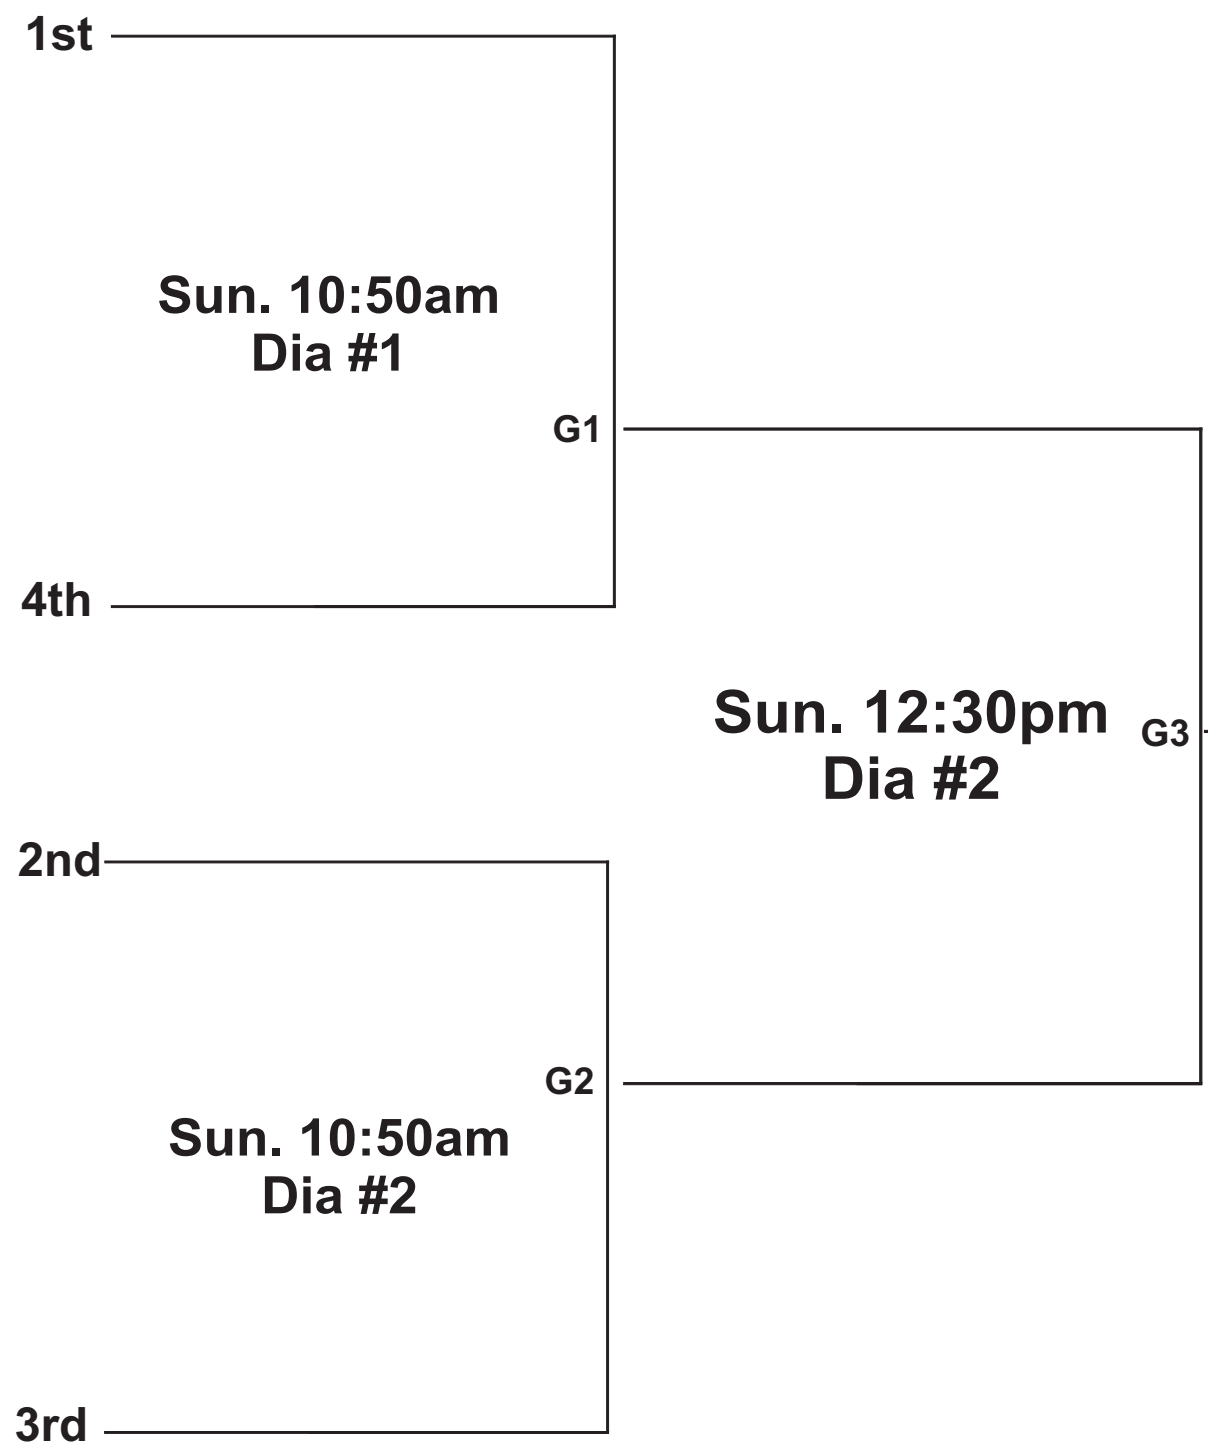 1st
Sun. 10:50am
Dia #1
G1
4th
Sun. 12:30pm
Dia #2
G3
2nd
G2
Sun. 10:50am
Dia #2
3rd